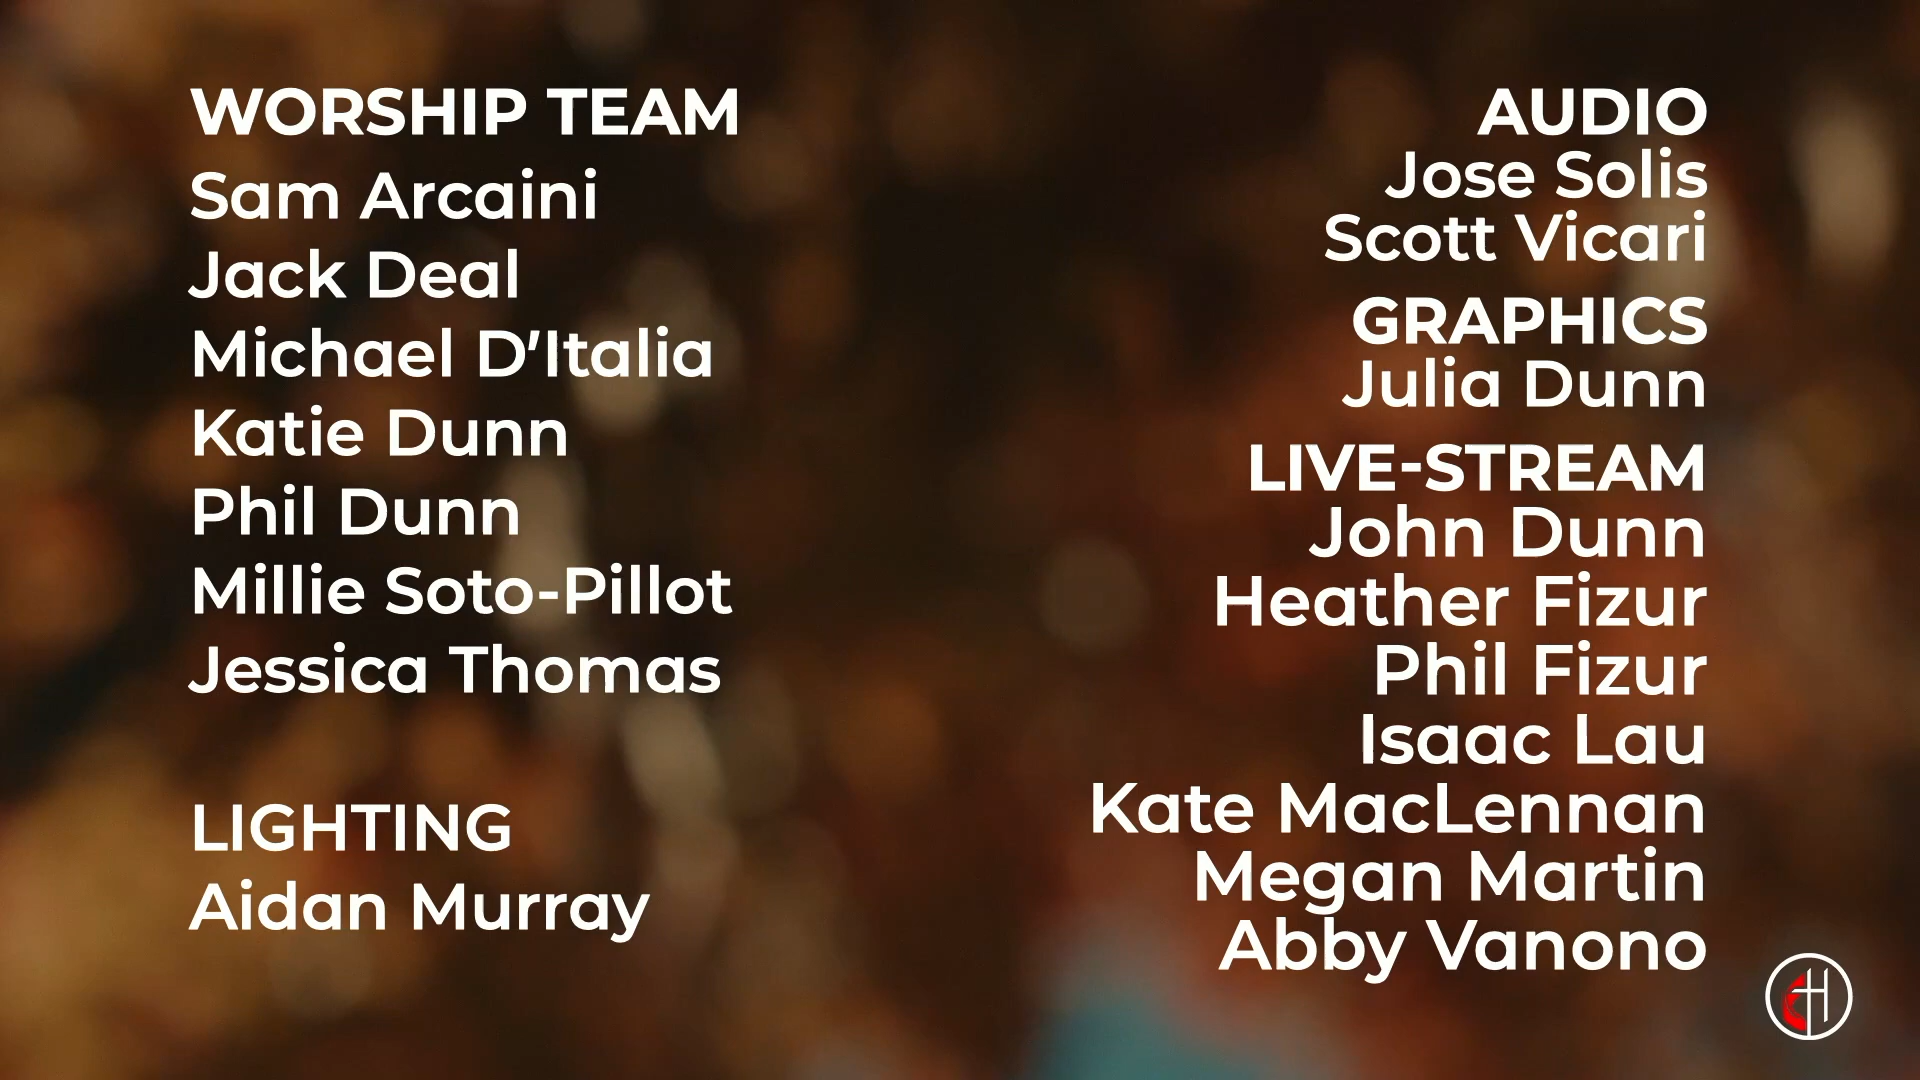 WORSHIP TEAM
Sam Arcaini
Jack Deal
Michael D'Italia
Katie Dunn
Phil Dunn
Millie Soto-Pillot
Jessica Thomas
LIGHTING
Aidan Murray
AUDIO
Jose Solis
Scott Vicari
GRAPHICS
Julia Dunn
LIVE-STREAM
John Dunn
Heather Fizur
Phil Fizur
Isaac Lau
Kate MacLennan
Megan Martin
Abby Vanono